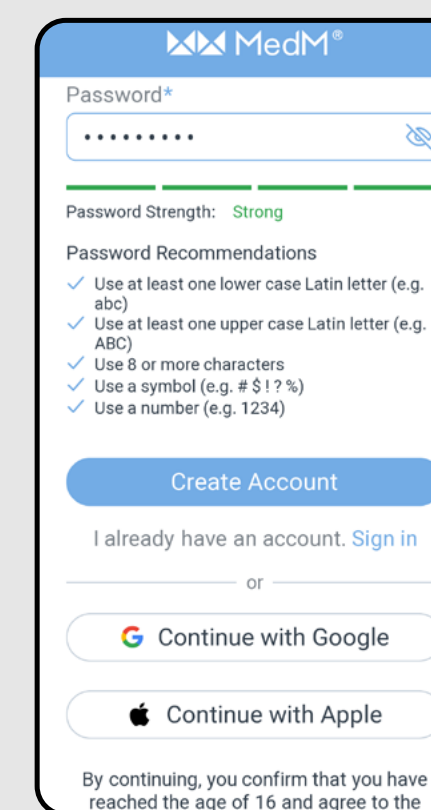 MedM®
Password*
•••••••••
Password Strength: Strong
Password Recommendations
Use at least one lower case Latin letter (e.g.
abc)
Use at least one upper case Latin letter (e.g.
ABC)
Use 8 or more characters
Use a symbol (e.g. # $ ! ? %)
Use a number (e.g. 1234)
Create Account
I already have an account. Sign in
or
Continue with Google
Continue with Apple
By continuing, you confirm that you have
reached the age of 16 and agree to the